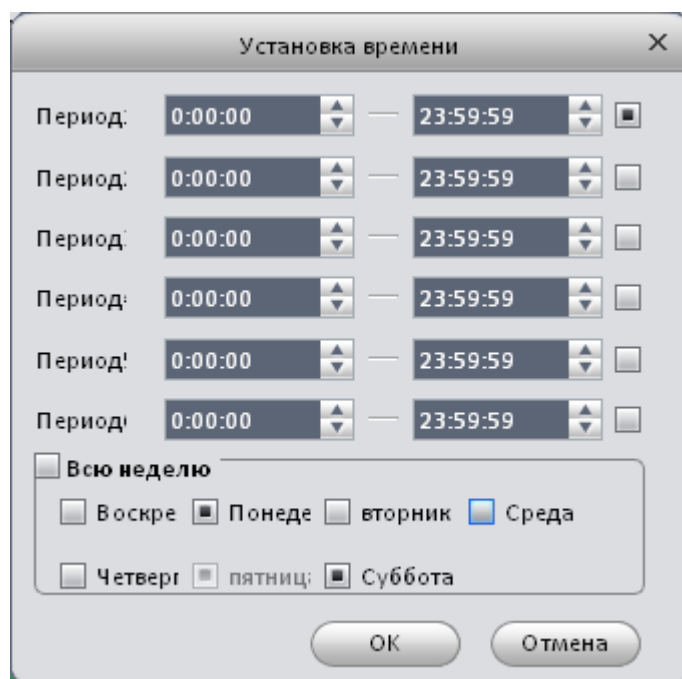 Установка времени
Период 0:00:00 — 23:59:59
Период 0:00:00 — 23:59:59
Период 0:00:00 — 23:59:59
Период 0:00:00 — 23:59:59
Период 0:00:00 — 23:59:59
Период 0:00:00 — 23:59:59
Всю неделю
Воскре Понеде вторник Среда
Четверг пятница Суббота
OK Отмена